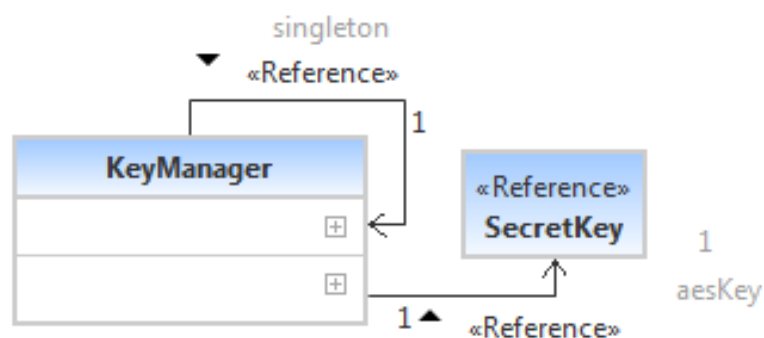 singleton
«Reference»
1
KeyManager
«Reference»
SecretKey
1
aesKey
1
«Reference»